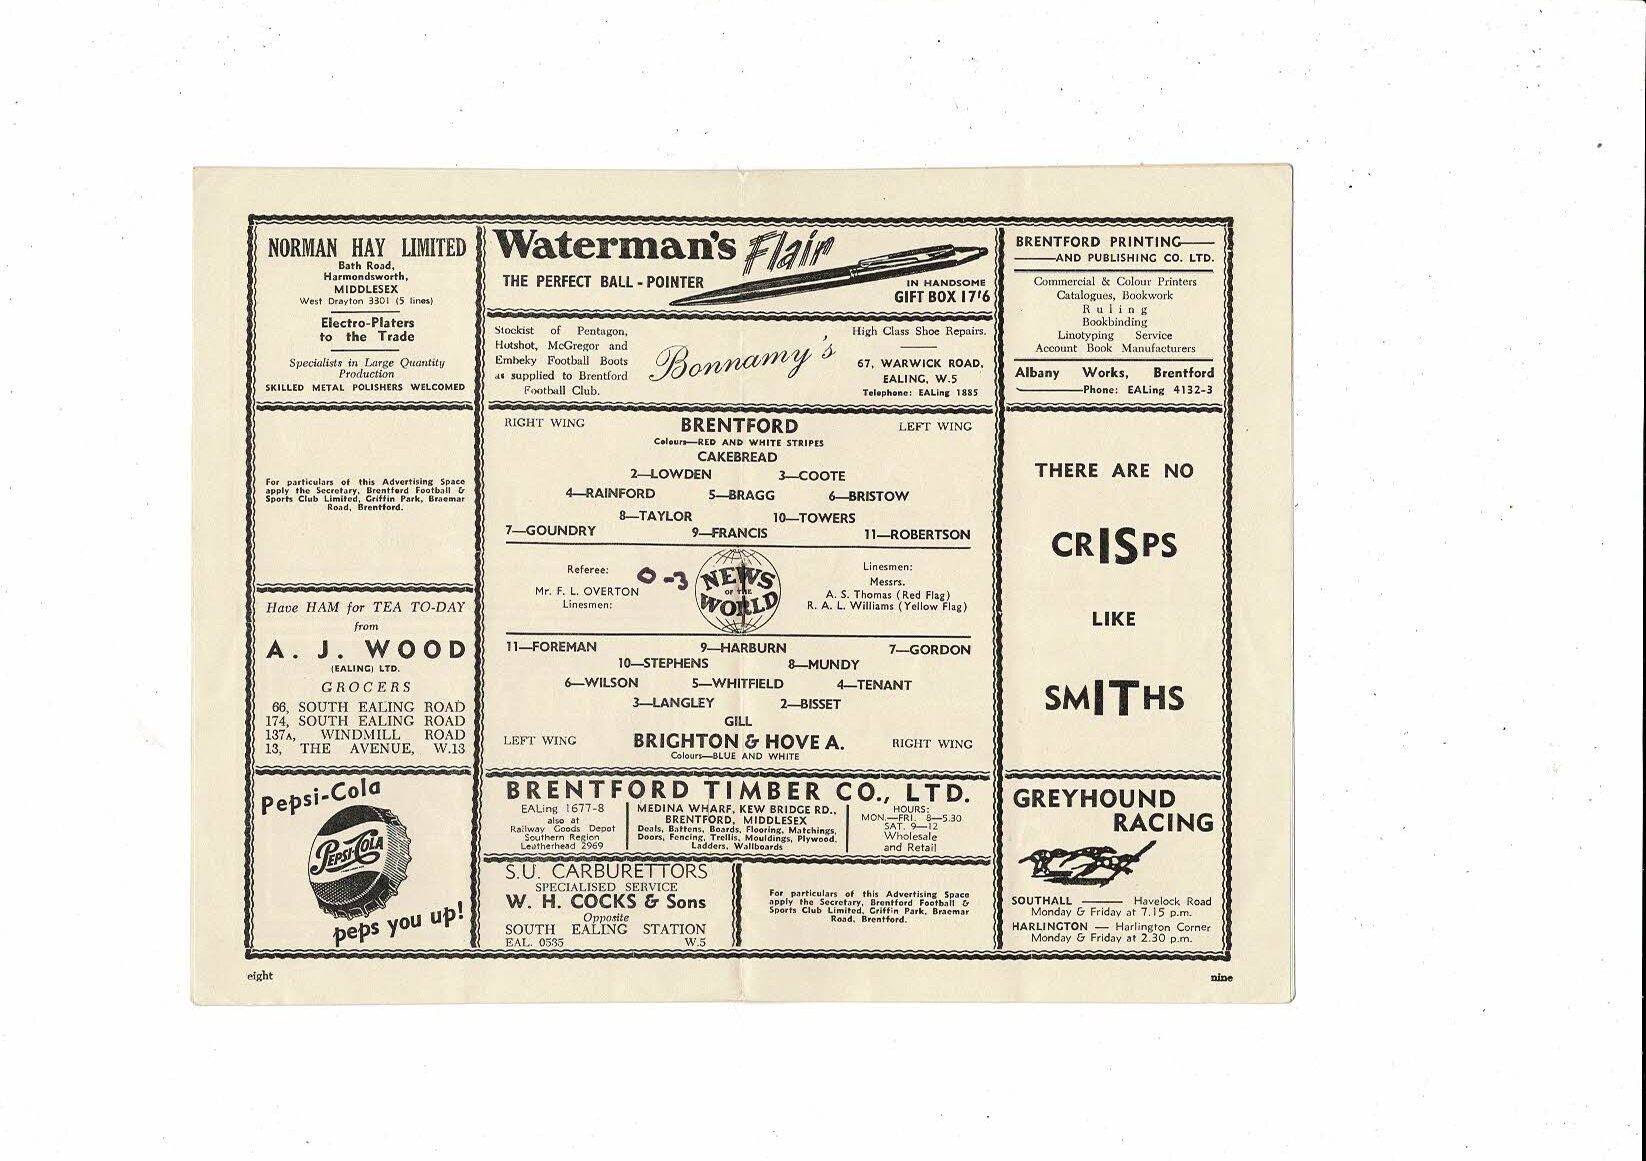 NORMAN HAY LIMITED
Bath Road,
Harmondsworth,
MIDDLESEX
West Drayton 3301 (5 lines)
Electro-Platers
to the Trade
Specialists in Large Quantity
Production
SKILLED METAL POLISHERS WELCOMED
For particulars of this Advertising Space
apply the Secretary, Brentford Football &
Sports Club Limited, Griffin Park, Braemar
Road, Brentford.
Have HAM for TEA TO-DAY
from
A. J. WOOD
(EALING) LTD.
GROCERS
66, SOUTH EALING ROAD
174, SOUTH EALING ROAD
137A, WINDMILL ROAD
13, THE AVENUE, W.13
Pepsi-Cola
PEPSI-COLA
peps you up!
Waterman's Flair
THE PERFECT BALL - POINTER
IN HANDSOME
GIFT BOX 17'6
Stockist of Pentagon,
Hotshot, McGregor and
Embeky Football Boots
as supplied to Brentford
Football Club.
Bonnamy's
High Class Shoe Repairs.
67, WARWICK ROAD,
EALING, W.5
Telephone: EALing 1885
RIGHT WING BRENTFORD LEFT WING
Colours—RED AND WHITE STRIPES
CAKEBREAD
2—LOWDEN 3—COOTE
4—RAINFORD 5—BRAGG 6—BRISTOW
8—TAYLOR 10—TOWERS
7—GOUNDRY 9—FRANCIS 11—ROBERTSON
Referee:
Mr. F. L. OVERTON
Linesmen:
0-3
NEWS
OF THE
WORLD
Linesmen:
Messrs.
A. S. Thomas (Red Flag)
R. A. L. Williams (Yellow Flag)
11—FOREMAN 9—HARBURN 7—GORDON
10—STEPHENS 8—MUNDY
6—WILSON 5—WHITFIELD 4—TENANT
3—LANGLEY 2—BISSET
GILL
LEFT WING BRIGHTON & HOVE A. RIGHT WING
Colours—BLUE AND WHITE
BRENTFORD TIMBER CO., LTD.
EALing 1677-8
also at
Railway Goods Depot
Southern Region
Leatherhead 2969
MEDINA WHARF, KEW BRIDGE RD.,
BRENTFORD, MIDDLESEX
Deals, Battens, Boards, Flooring, Matchings,
Doors, Fencing, Trellis, Mouldings, Plywood,
Ladders, Wallboards
HOURS:
MON.—FRI. 8—5.30
SAT. 9—12
Wholesale
and Retail
S.U. CARBURETTORS
SPECIALISED SERVICE
W. H. COCKS & Sons
Opposite
SOUTH EALING STATION
EAL. 0535 W.5
For particulars of this Advertising Space
apply the Secretary, Brentford Football &
Sports Club Limited, Griffin Park, Braemar
Road, Brentford.
BRENTFORD PRINTING—
—AND PUBLISHING CO. LTD.
Commercial & Colour Printers
Catalogues, Bookwork
Ruling
Bookbinding
Linotyping Service
Account Book Manufacturers
Albany Works, Brentford
—Phone: EALing 4132-3
THERE ARE NO
CRISPS
LIKE
SMITHS
GREYHOUND
RACING
SOUTHALL — Havelock Road
Monday & Friday at 7.15 p.m.
HARLINGTON — Harlington Corner
Monday & Friday at 2.30 p.m.
eight
nine